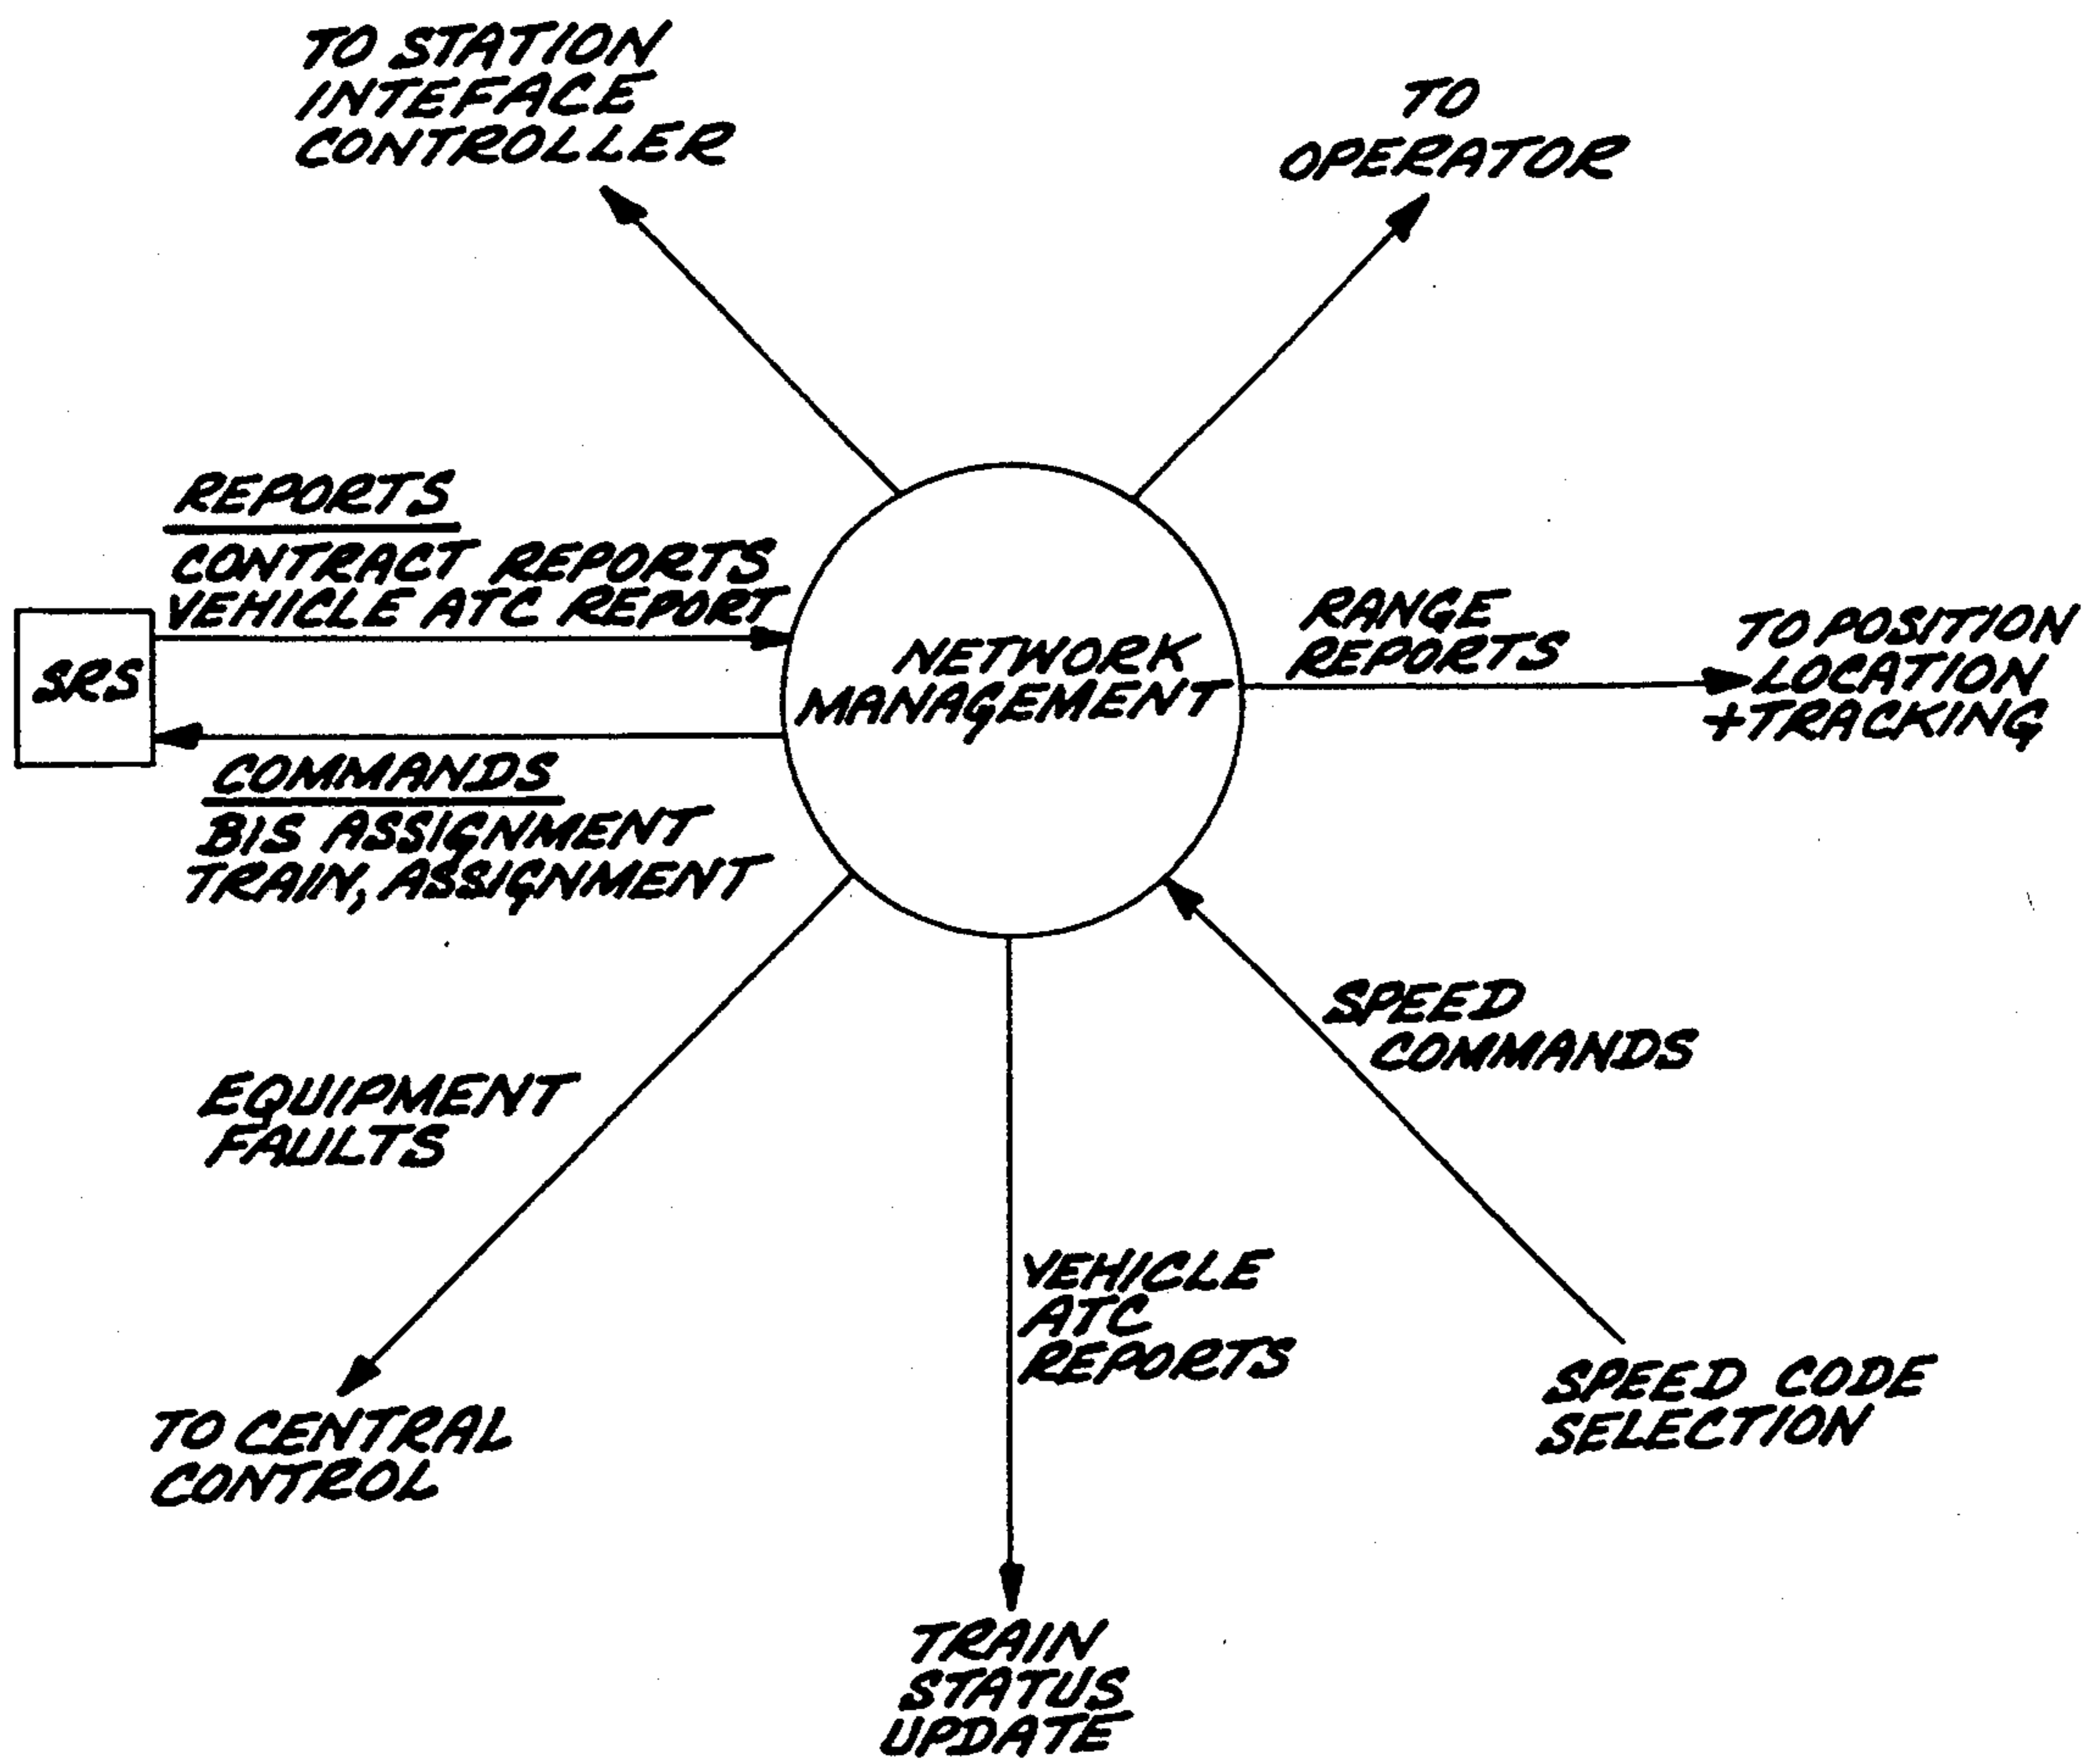 TO STATION
INTEFACE
CONTROLLER
TO
OPERATOR
REPORTS
CONTRACT REPORTS
VEHICLE ATC REPORT
SRS
COMMANDS
BIS ASSIGNMENT
TRAIN, ASSIGNMENT
NETWORK
MANAGEMENT
RANGE
REPORTS
TO POSITION
LOCATION
+TRACKING
SPEED
COMMANDS
EQUIPMENT
FAULTS
VEHICLE
ATC
REPORTS
SPEED CODE
SELECTION
TO CENTRAL
CONTROL
TRAIN
STATUS
UPDATE